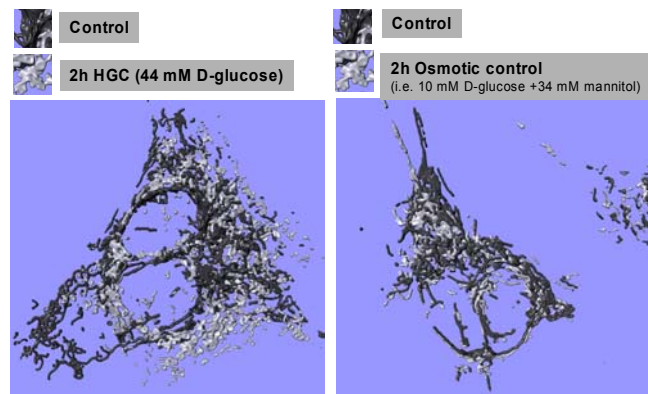 Control
2h HGC (44 mM D-glucose)
Control
2h Osmotic control
(i.e. 10 mM D-glucose +34 mM mannitol)